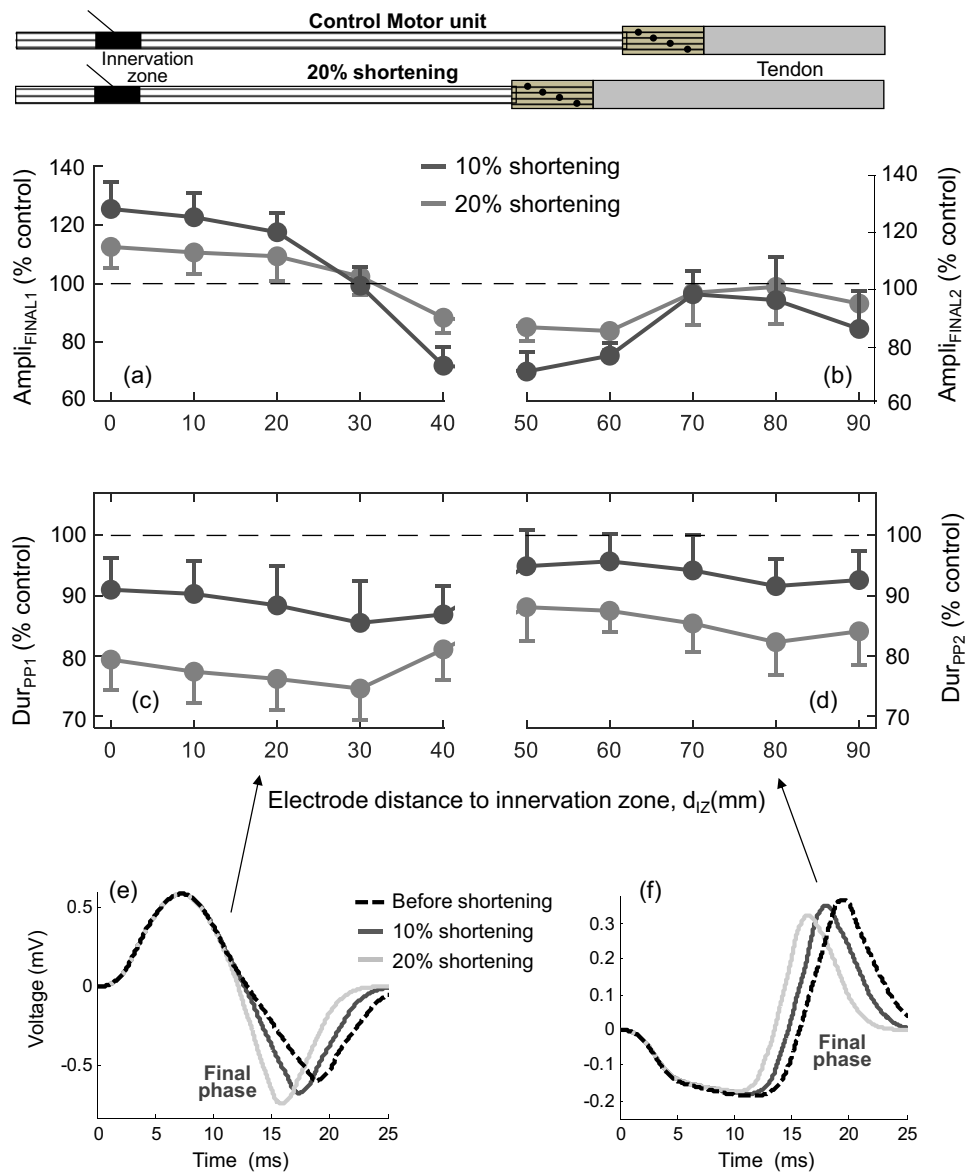 Control Motor unit
Innervation
zone
20% shortening
Tendon
10% shortening
20% shortening
Ampli_FINAL1 (% control)
140
120
100
80
60
(a)
0 10 20 30 40
50 60 70 80 90
(b)
140
120
100
80
60
Ampli_FINAL2 (% control)
Dur_PP1 (% control)
100
90
80
70
(c)
0 10 20 30 40
50 60 70 80 90
(d)
100
90
80
70
Dur_PP2 (% control)
Electrode distance to innervation zone, d_IZ(mm)
(e)
Before shortening
10% shortening
20% shortening
Voltage (mV)
0.5
0
-0.5
Final
phase
0 5 10 15 20 25
Time (ms)
(f)
0.3
0.2
0.1
0
-0.1
-0.2
Final
phase
0 5 10 15 20 25
Time (ms)